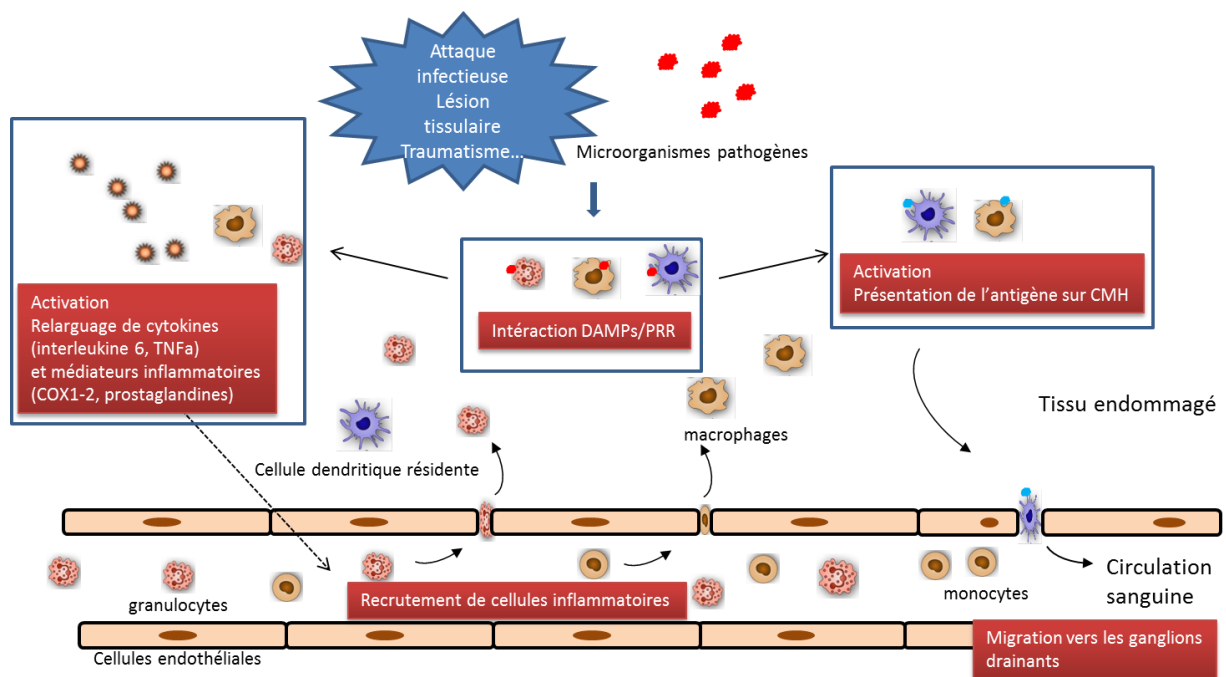 Attaque
infectieuse
Lésion
tissulaire
Traumatisme...
Microorganismes pathogènes
Activation
Relarguage de cytokines
(interleukine 6, TNFa)
et médiateurs inflammatoires
(COX1-2, prostaglandines)
Intéraction DAMPs/PRR
Activation
Présentation de l'antigène sur CMH
Tissu endommagé
macrophages
Cellule dendritique résidente
granulocytes
Recrutement de cellules inflammatoires
monocytes
Circulation
sanguine
Cellules endothéliales
Migration vers les ganglions
drainants